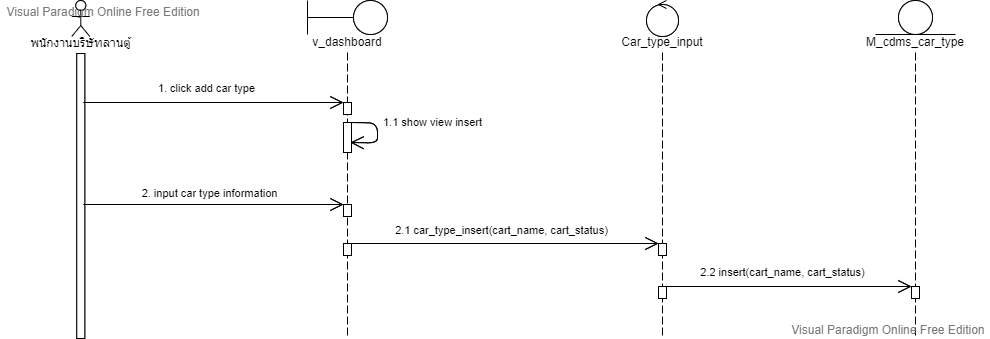 Visual Paradigm Online Free Edition
พนักงานบริษัทลานตู้
v_dashboard
Car_type_input
M_cdms_car_type
1. click add car type
1.1 show view insert
2. input car type information
2.1 car_type_insert(cart_name, cart_status)
2.2 insert(cart_name, cart_status)
Visual Paradigm Online Free Edition